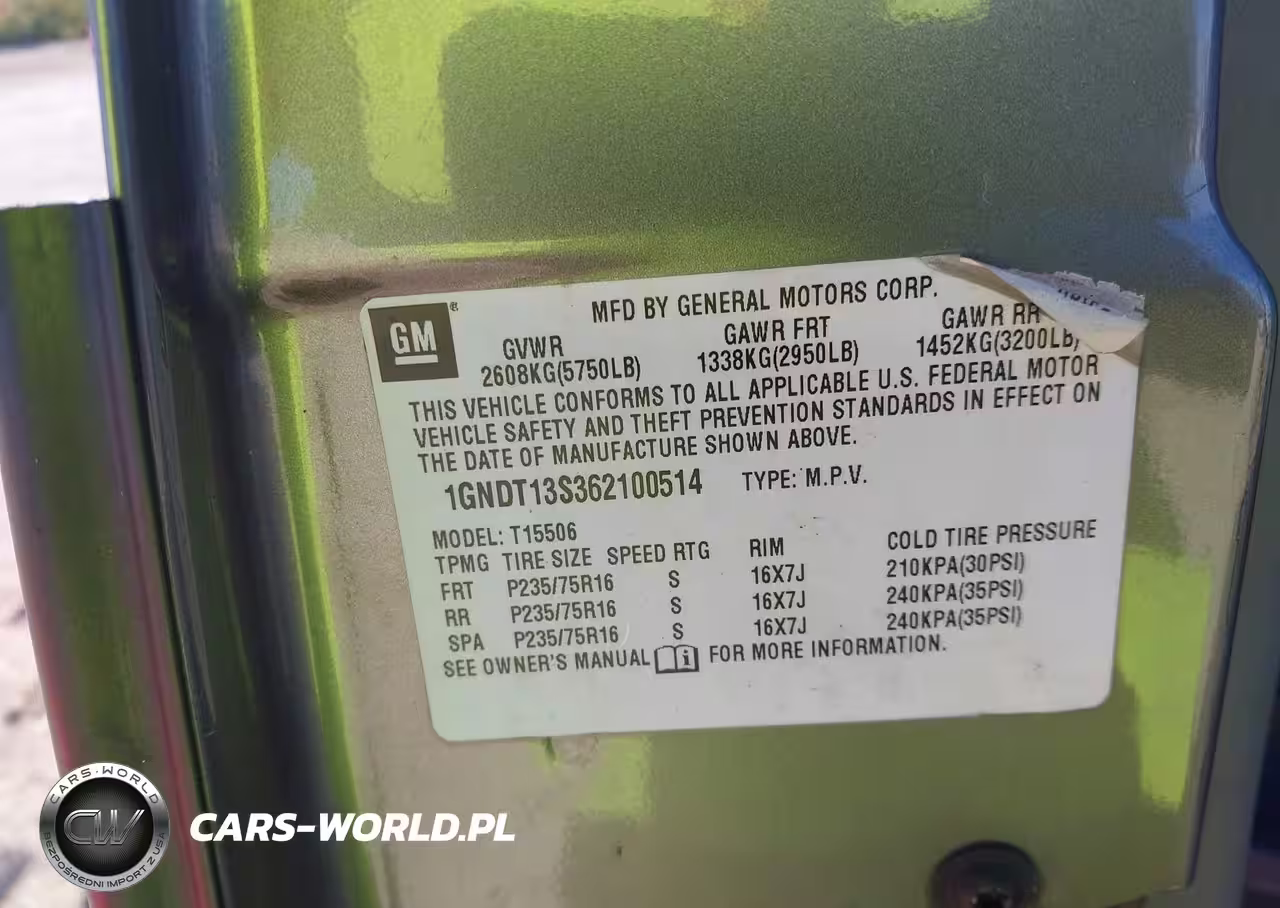 MFD BY GENERAL MOTORS CORP.
GM®
GVWR GAWR FRT GAWR RR
2608KG(5750LB) 1338KG(2950LB) 1452KG(3200LB)
THIS VEHICLE CONFORMS TO ALL APPLICABLE U.S. FEDERAL MOTOR
VEHICLE SAFETY AND THEFT PREVENTION STANDARDS IN EFFECT ON
THE DATE OF MANUFACTURE SHOWN ABOVE.
1GNDT13S362100514 TYPE: M.P.V.
MODEL: T15506
TPMG TIRE SIZE SPEED RTG RIM COLD TIRE PRESSURE
FRT P235/75R16 S 16X7J 210KPA(30PSI)
RR P235/75R16 S 16X7J 240KPA(35PSI)
SPA P235/75R16 S 16X7J 240KPA(35PSI)
SEE OWNER'S MANUAL FOR MORE INFORMATION.
CARS-WORLD
CW
BEZPOŚREDNI IMPORT Z USA
CARS-WORLD.PL